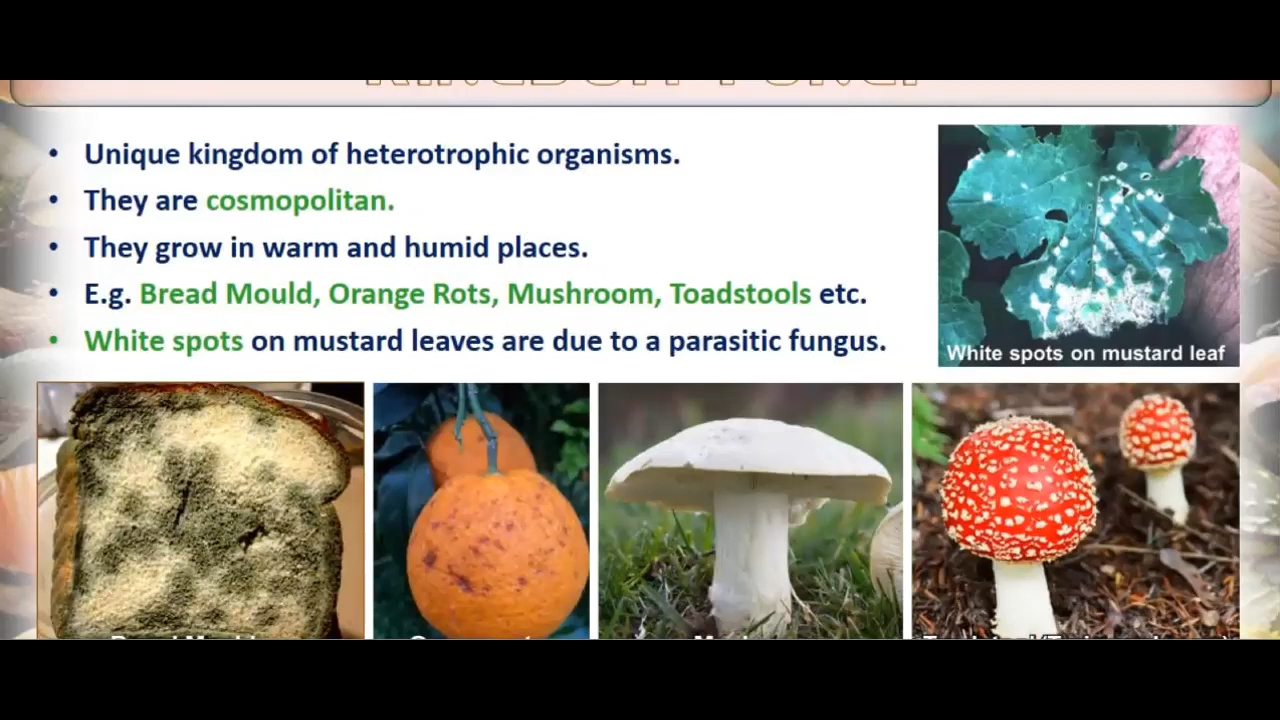 • Unique kingdom of heterotrophic organisms.
• They are cosmopolitan.
• They grow in warm and humid places.
• E.g. Bread Mould, Orange Rots, Mushroom, Toadstools etc.
• White spots on mustard leaves are due to a parasitic fungus.
White spots on mustard leaf